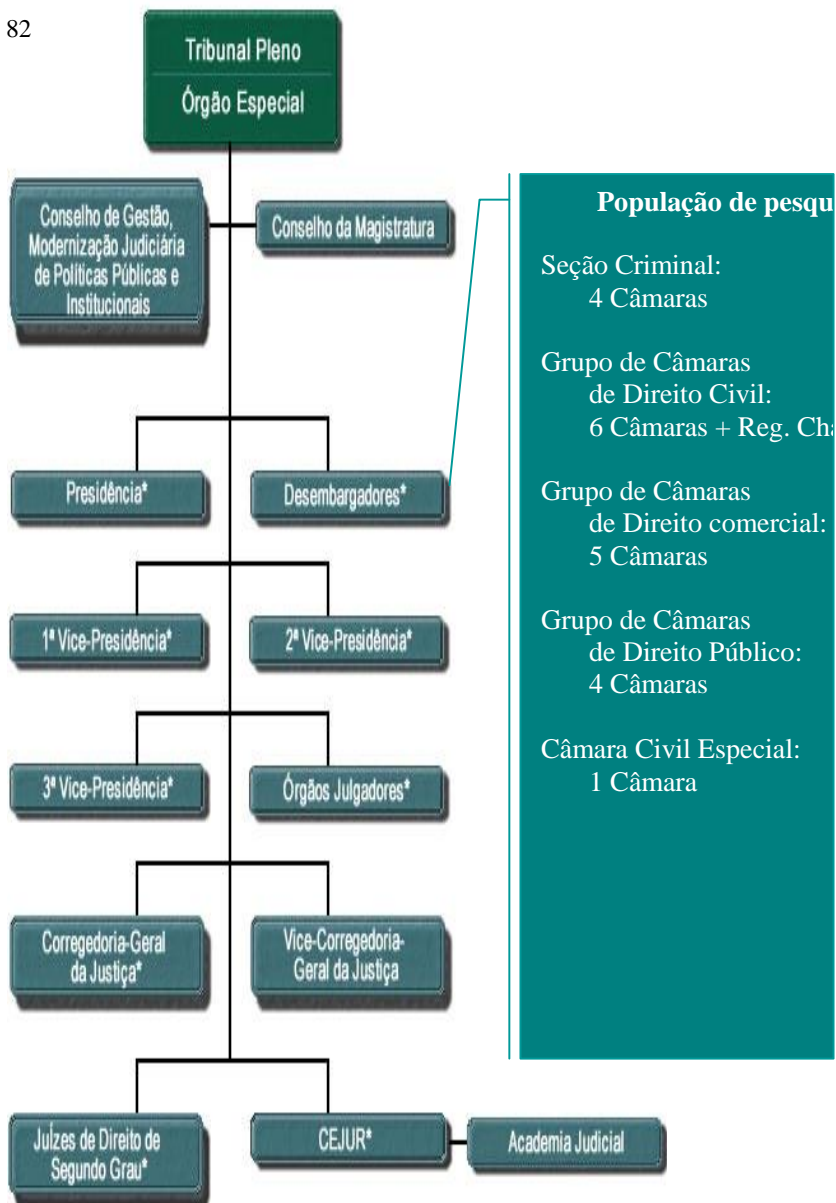 82
Tribunal Pleno
Órgão Especial
Conselho de Gestão,
Modernização Judiciária
de Políticas Públicas e
Institucionais
Conselho da Magistratura
População de pesqu
Seção Criminal:
4 Câmaras
Grupo de Câmaras
de Direito Civil:
6 Câmaras + Reg. Cha
Grupo de Câmaras
de Direito comercial:
5 Câmaras
Grupo de Câmaras
de Direito Público:
4 Câmaras
Câmara Civil Especial:
1 Câmara
Presidência*
Desembargadores*
1ª Vice-Presidência*
2ª Vice-Presidência*
3ª Vice-Presidência*
Órgãos Julgadores*
Corregedoria-Geral
da Justiça*
Vice-Corregedoria-
Geral da Justiça
Juízes de Direito de
Segundo Grau*
CEJUR*
Academia Judicial